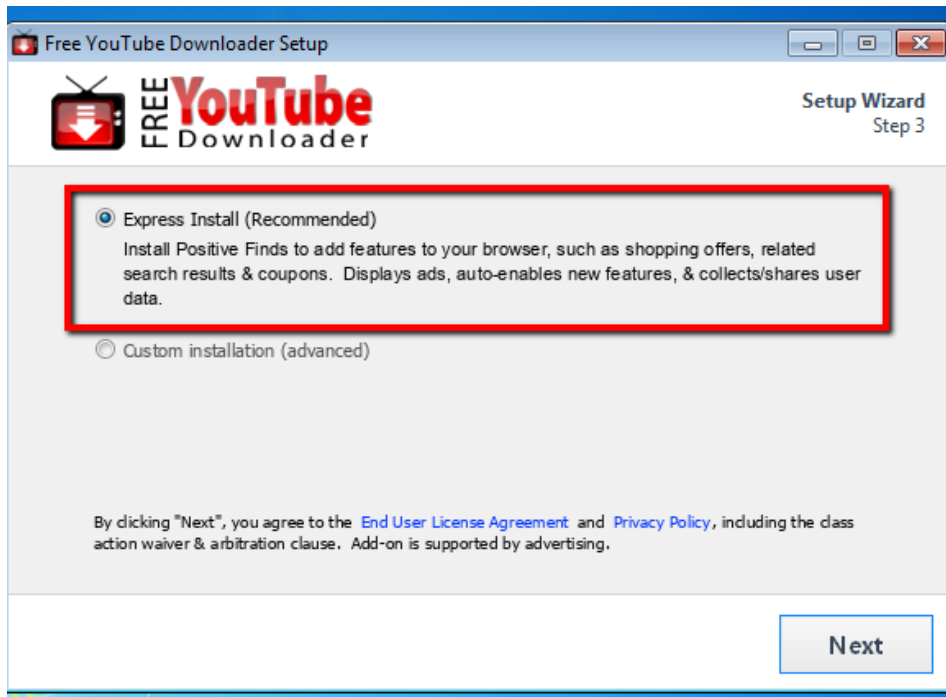 Free YouTube Downloader Setup
FREE YouTube
Downloader
Setup Wizard
Step 3
Express Install (Recommended)
Install Positive Finds to add features to your browser, such as shopping offers, related
search results & coupons. Displays ads, auto-enables new features, & collects/shares user
data.
Custom installation (advanced)
By clicking "Next", you agree to the End User License Agreement and Privacy Policy, including the class
action waiver & arbitration clause. Add-on is supported by advertising.
Next